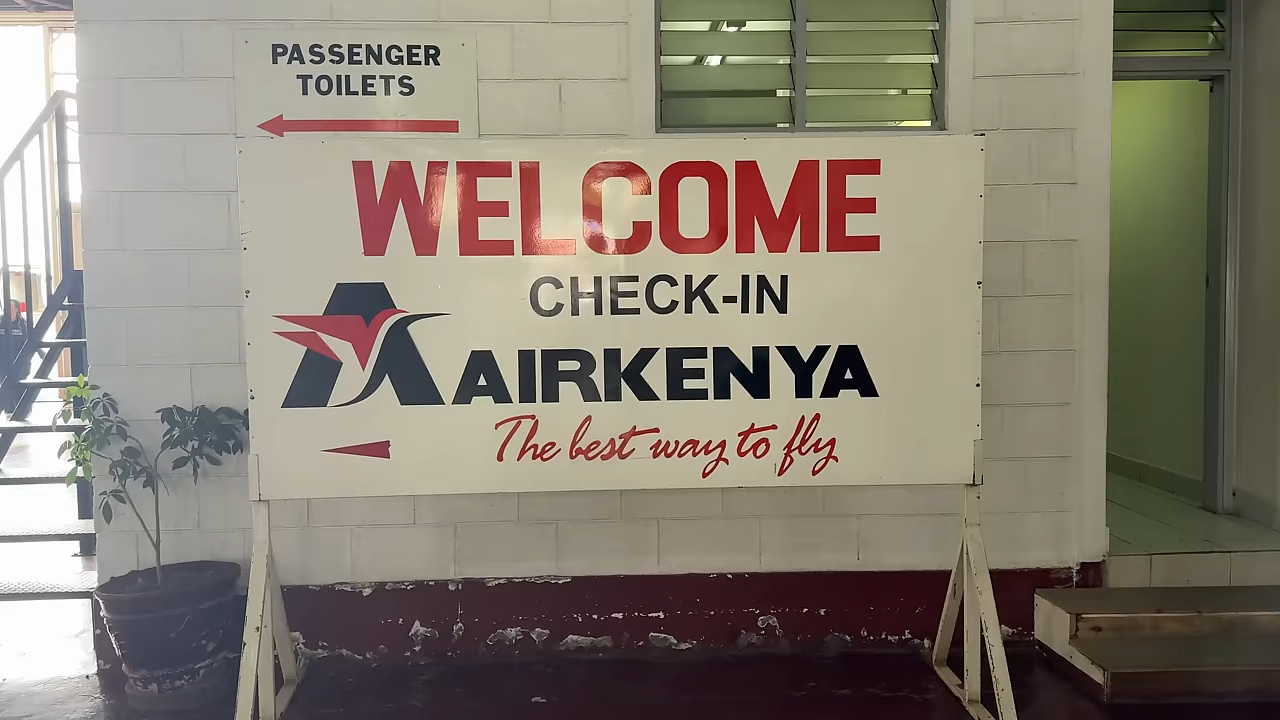 PASSENGER
TOILETS
WELCOME
CHECK-IN
AIRKENYA
The best way to fly